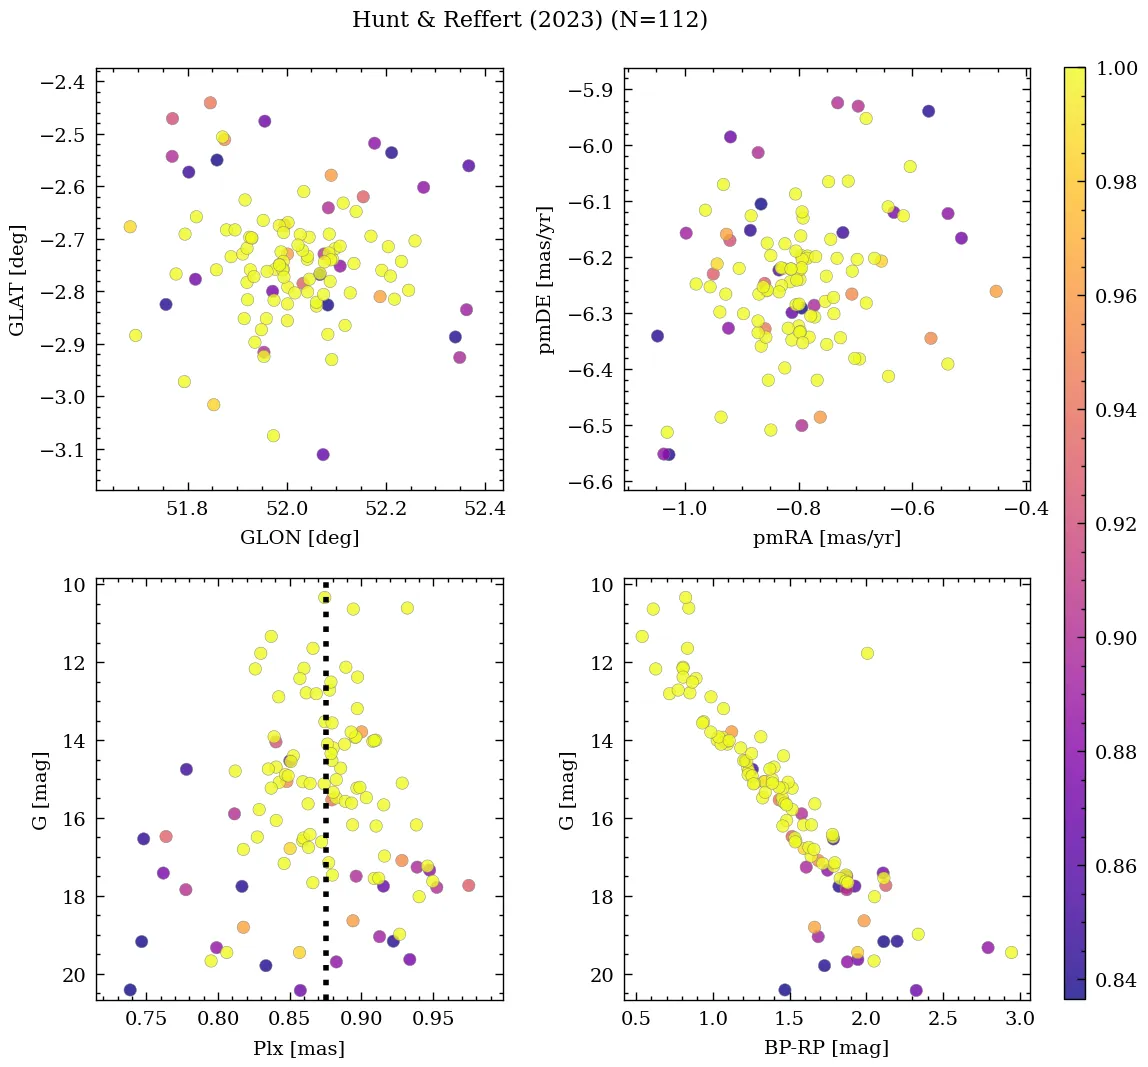 Hunt & Reffert (2023) (N=112)
−2.4
−2.5
−2.6
−2.7
−2.8
−2.9
−3.0
−3.1
GLAT [deg]
51.8 52.0 52.2 52.4
GLON [deg]
−5.9
−6.0
−6.1
−6.2
−6.3
−6.4
−6.5
−6.6
pmDE [mas/yr]
−1.0 −0.8 −0.6 −0.4
pmRA [mas/yr]
10
12
14
16
18
20
G [mag]
0.75 0.80 0.85 0.90 0.95
Plx [mas]
10
12
14
16
18
20
G [mag]
0.5 1.0 1.5 2.0 2.5 3.0
BP-RP [mag]
1.00
0.98
0.96
0.94
0.92
0.90
0.88
0.86
0.84